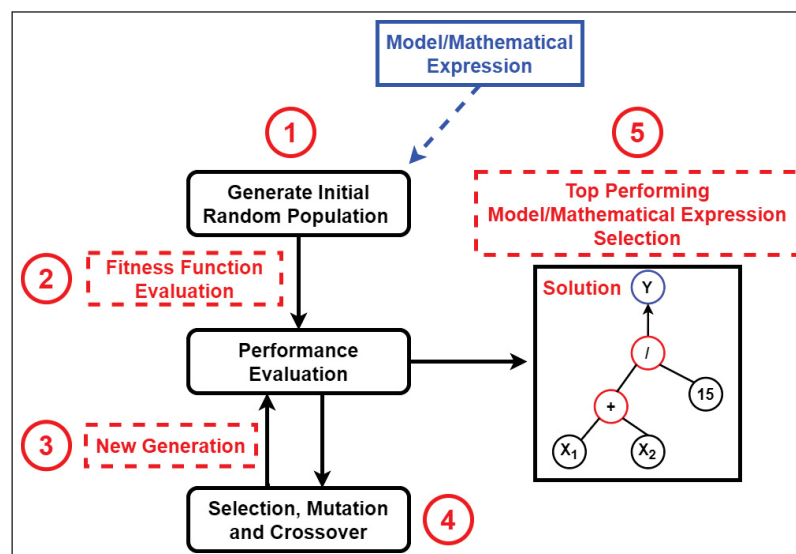 Model/Mathematical
Expression
1
5
Generate Initial
Random Population
Top Performing
Model/Mathematical Expression
Selection
2
Fitness Function
Evaluation
Solution
Y
Performance
Evaluation
/
15
+
3
New Generation
X1
X2
Selection, Mutation
and Crossover
4